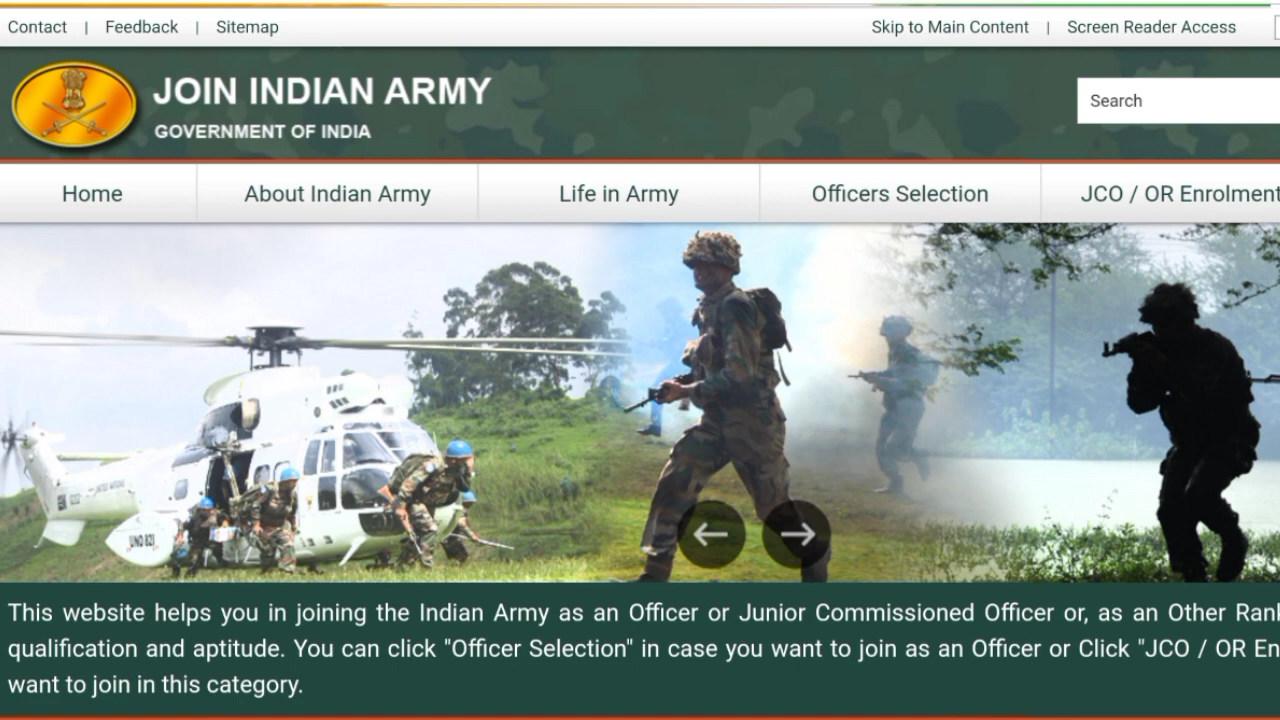 Contact | Feedback | Sitemap
Skip to Main Content | Screen Reader Access
JOIN INDIAN ARMY
GOVERNMENT OF INDIA
Search
Home
About Indian Army
Life in Army
Officers Selection
JCO / OR Enrolment
UNITED NATIONS
UNO 821
This website helps you in joining the Indian Army as an Officer or Junior Commissioned Officer or, as an Other
qualification and aptitude. You can click "Officer Selection" in case you want to join as an Officer or Click "JCO / OR
want to join in this category.